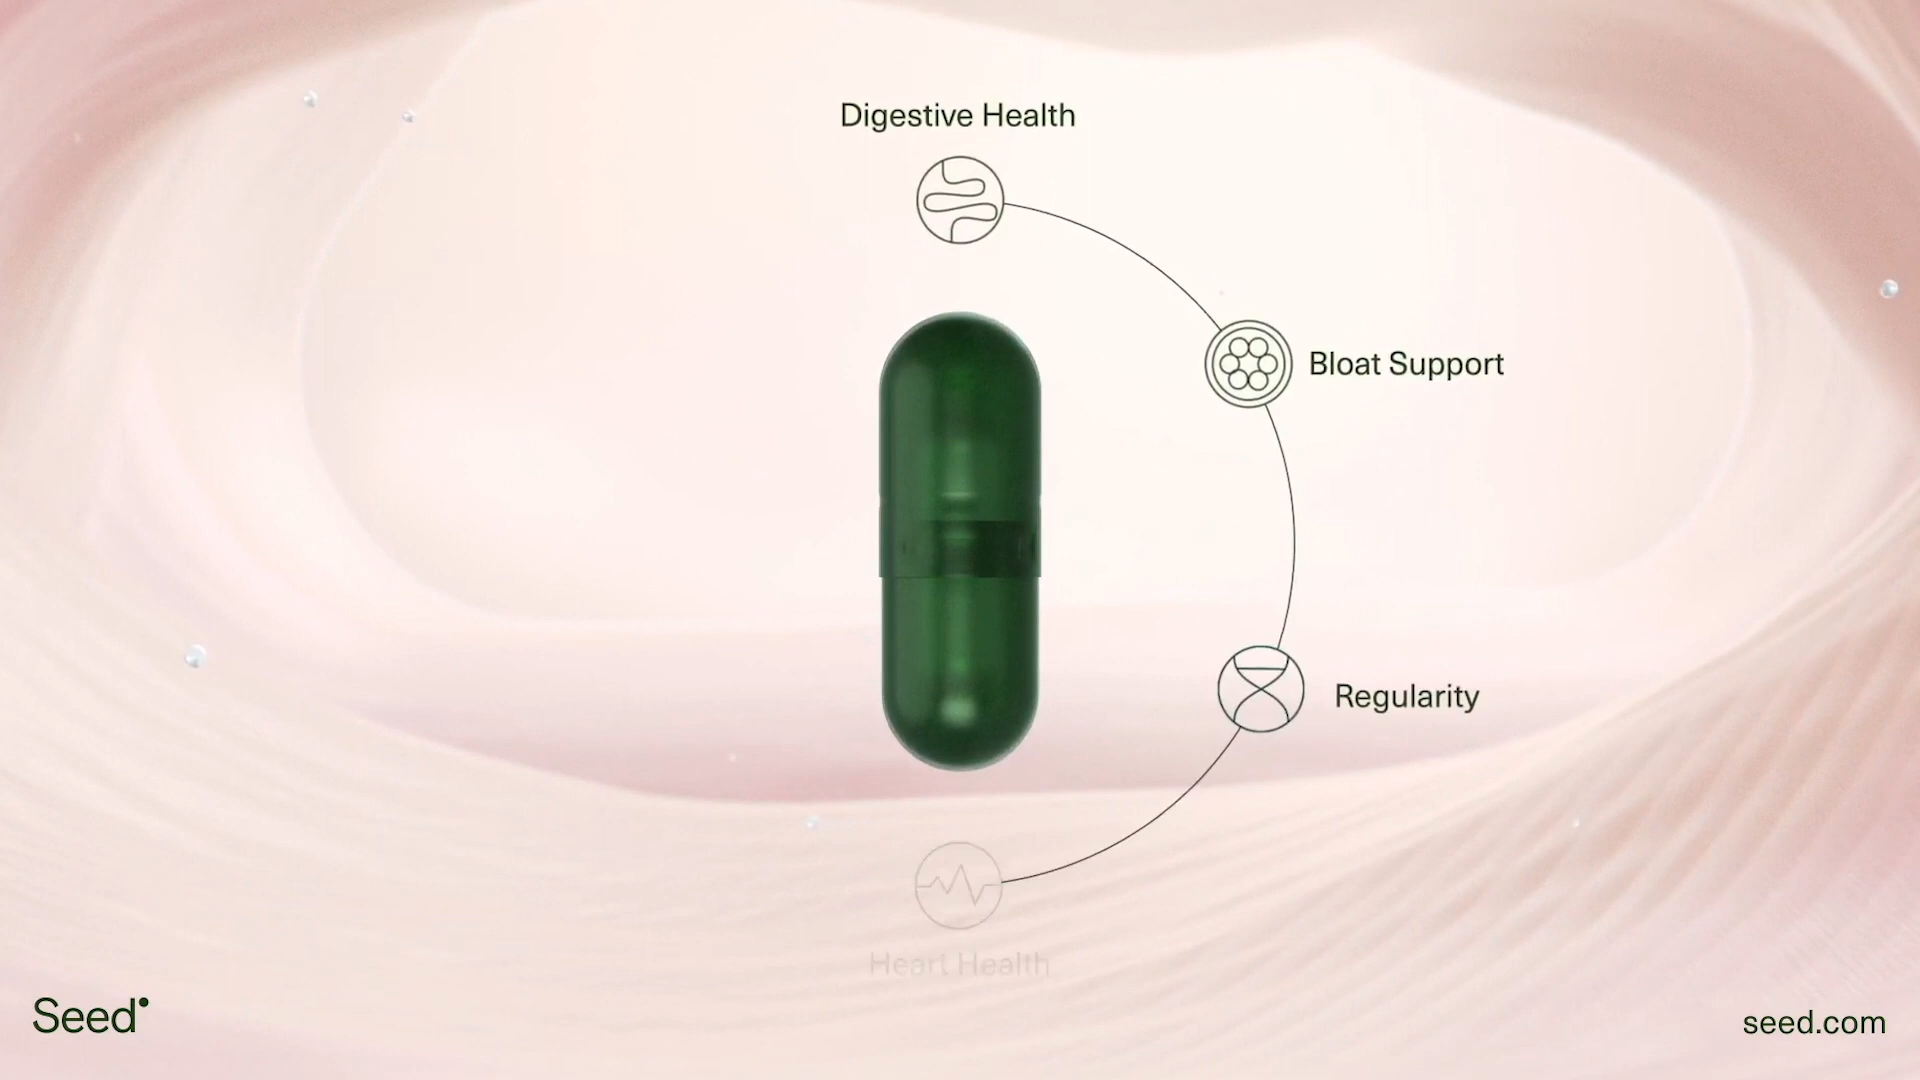 Digestive Health
Bloat Support
Regularity
Heart Health
Seed
seed.com